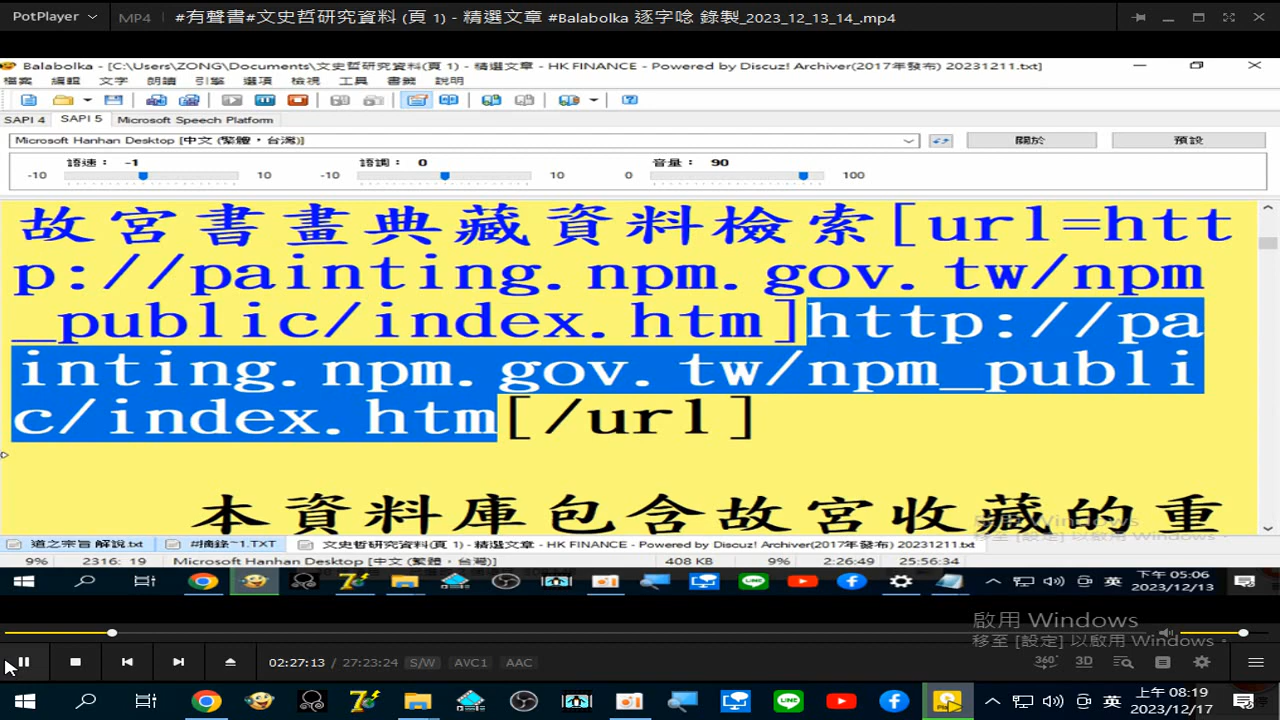 PotPlayer MP4 #有聲書#文史哲研究資料 (頁 1) - 精選文章 #Balabolka 逐字唸 錄製_2023_12_13_14_.mp4
Balabolka - [C:\Users\ZONG\Documents\文史哲研究資料(頁 1) - 精選文章 - HK FINANCE - Powered by Discuz! Archiver(2017年發布) 20231211.txt]
檔案 編輯 文字 朗讀 引擎 選項 檢視 工具 書籤 說明
SAPI 4 SAPI 5 Microsoft Speech Platform
Microsoft Hanhan Desktop [中文 (繁體，台灣)] 關於 預設
語速： -1 語調： 0 音量： 90
-10 10 -10 10 0 100
故宮書畫典藏資料檢索[url=htt
p://painting.npm.gov.tw/npm
_public/index.htm]http://pa
inting.npm.gov.tw/npm_publi
c/index.htm[/url]
本資料庫包含故宮收藏的重
啟用 Windows
移至 [設定] 以啟用 Windows。
道之宗旨 解說.txt #摘錄~1.TXT 文史哲研究資料(頁 1) - 精選文章 - HK FINANCE - Powered by Discuz! Archiver(2017年發布) 20231211.txt
9% 2316: 19 Microsoft Hanhan Desktop [中文 (繁體，台灣)] 408 KB 9% 2:26:49 25:56:34
英 下午 05:06
2023/12/13
啟用 Windows
移至 [設定] 以啟用 Windows。
02:27:13 / 27:23:24 S/W AVC1 AAC 360° 3D
英 上午 08:19
2023/12/17